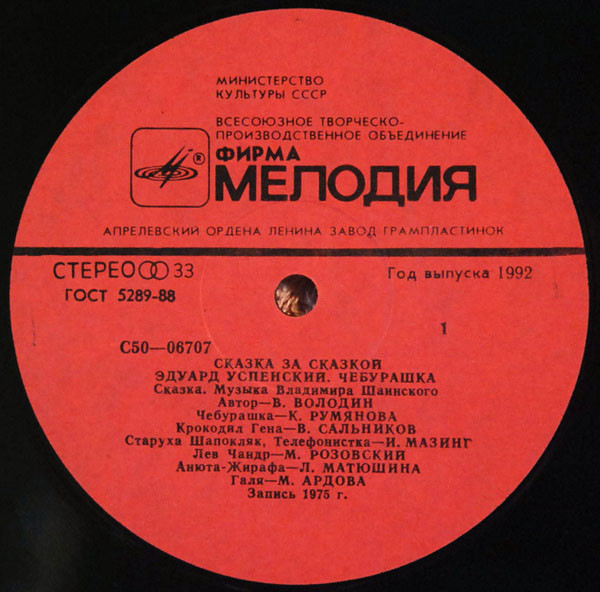 МИНИСТЕРСТВО
КУЛЬТУРЫ СССР
ВСЕСОЮЗНОЕ ТВОРЧЕСКО-
ПРОИЗВОДСТВЕННОЕ ОБЪЕДИНЕНИЕ
®
ФИРМА
МЕЛОДИЯ
АПРЕЛЕВСКИЙ ОРДЕНА ЛЕНИНА ЗАВОД ГРАМПЛАСТИНОК
СТЕРЕО 33
Год выпуска 1992
ГОСТ 5289-88
1
С50—06707
СКАЗКА ЗА СКАЗКОЙ
ЭДУАРД УСПЕНСКИЙ. ЧЕБУРАШКА
Сказка. Музыка Владимира Шаинского
Автор—В. ВОЛОДИН
Чебурашка—К. РУМЯНОВА
Крокодил Гена—В. САЛЬНИКОВ
Старуха Шапокляк, Телефонистка—И. МАЗИНГ
Лев Чандр—М. РОЗОВСКИЙ
Анюта-Жирафа—Л. МАТЮШИНА
Галя—М. АРДОВА
Запись 1975 г.